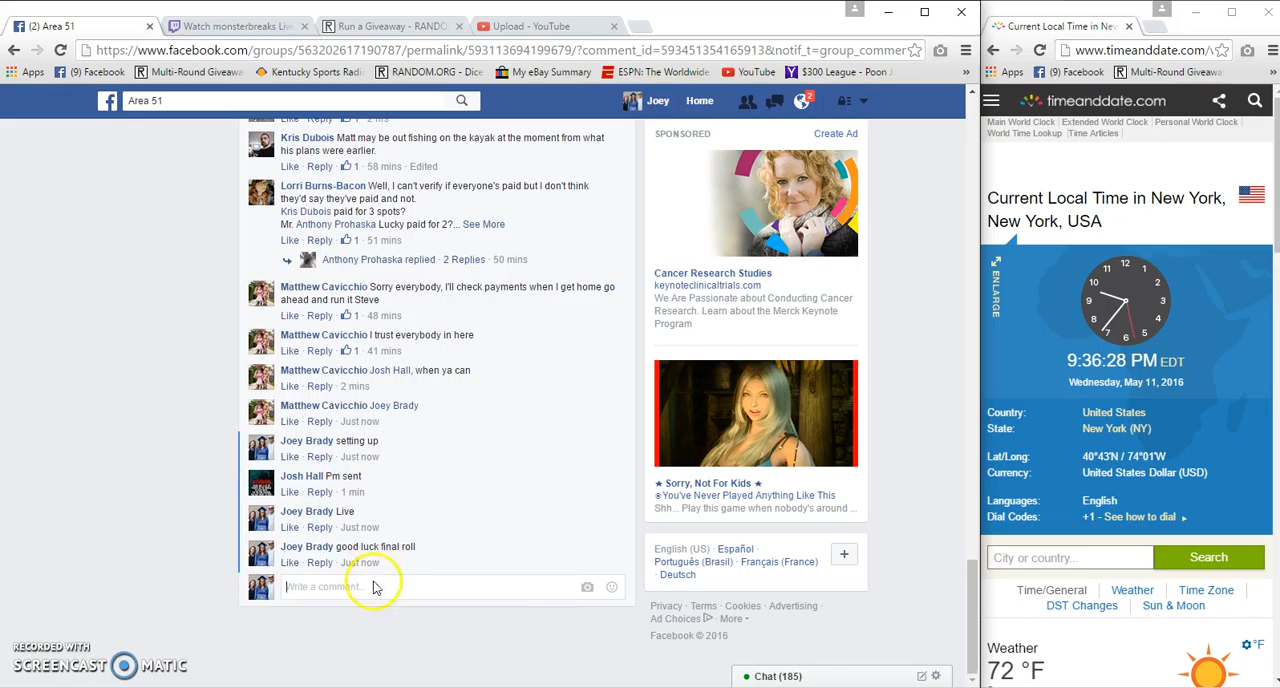 (2) Area 51
Watch monsterbreaks Live
Run a Giveaway - RANDO
Upload - YouTube
Current Local Time in New
https://www.facebook.com/groups/563202617190787/permalink/593113694199679/?comment_id=593451354165913&notif_t=group_commer
www.timeanddate.com/v
Apps
(9) Facebook
Multi-Round Giveawa
Kentucky Sports Radi
RANDOM.ORG - Dice
My eBay Summary
ESPN: The Worldwide
YouTube
$300 League - Poon J
»
Apps
(9) Facebook
Multi-Round Giveawa
»
Area 51
Joey
Home
2
timeanddate.com
Main World Clock
Extended World Clock
Personal World Clock
World Time Lookup
Time Articles
Kris Dubois Matt may be out fishing on the kayak at the moment from what
his plans were earlier.
Like · Reply · 1 · 58 mins · Edited
Lorri Burns-Bacon Well, I can't verify if everyone's paid but I don't think
they'd say they've paid and not.
Kris Dubois paid for 3 spots?
Mr. Anthony Prohaska Lucky paid for 2?... See More
Like · Reply · 1 · 51 mins
Anthony Prohaska replied · 2 Replies · 50 mins
Matthew Cavicchio Sorry everybody, I'll check payments when I get home go
ahead and run it Steve
Like · Reply · 1 · 48 mins
Matthew Cavicchio I trust everybody in here
Like · Reply · 1 · 41 mins
Matthew Cavicchio Josh Hall, when ya can
Like · Reply · 2 mins
Matthew Cavicchio Joey Brady
Like · Reply · Just now
Joey Brady setting up
Like · Reply · Just now
Josh Hall Pm sent
Like · Reply · 1 min
Joey Brady Live
Like · Reply · Just now
Joey Brady good luck final roll
Like · Reply · Just now
Write a comment...
RECORDED WITH
SCREENCAST MATIC
SPONSORED
Create Ad
Cancer Research Studies
keynoteclinicaltrials.com
We Are Passionate about Conducting Cancer
Research. Learn about the Merck Keynote
Program
★ Sorry, Not For Kids ★
You've Never Played Anything Like This
Shh... Play this game when nobody's around ...
English (US) · Español ·
Português (Brasil) · Français (France)
· Deutsch
Privacy · Terms · Cookies · Advertising ·
Ad Choices · More
Facebook © 2016
Chat (185)
Current Local Time in New York,
New York, USA
ENLARGE
12
1
2
3
4
5
6
7
8
9
10
11
9:36:28 PM EDT
Wednesday, May 11, 2016
Country: United States
State: New York (NY)
Lat/Long: 40°43'N / 74°01'W
Currency: United States Dollar (USD)
Languages: English
Dial Codes: +1 - See how to dial
City or country...
Search
Time/General
Weather
Time Zone
DST Changes
Sun & Moon
Weather
°F
72 °F